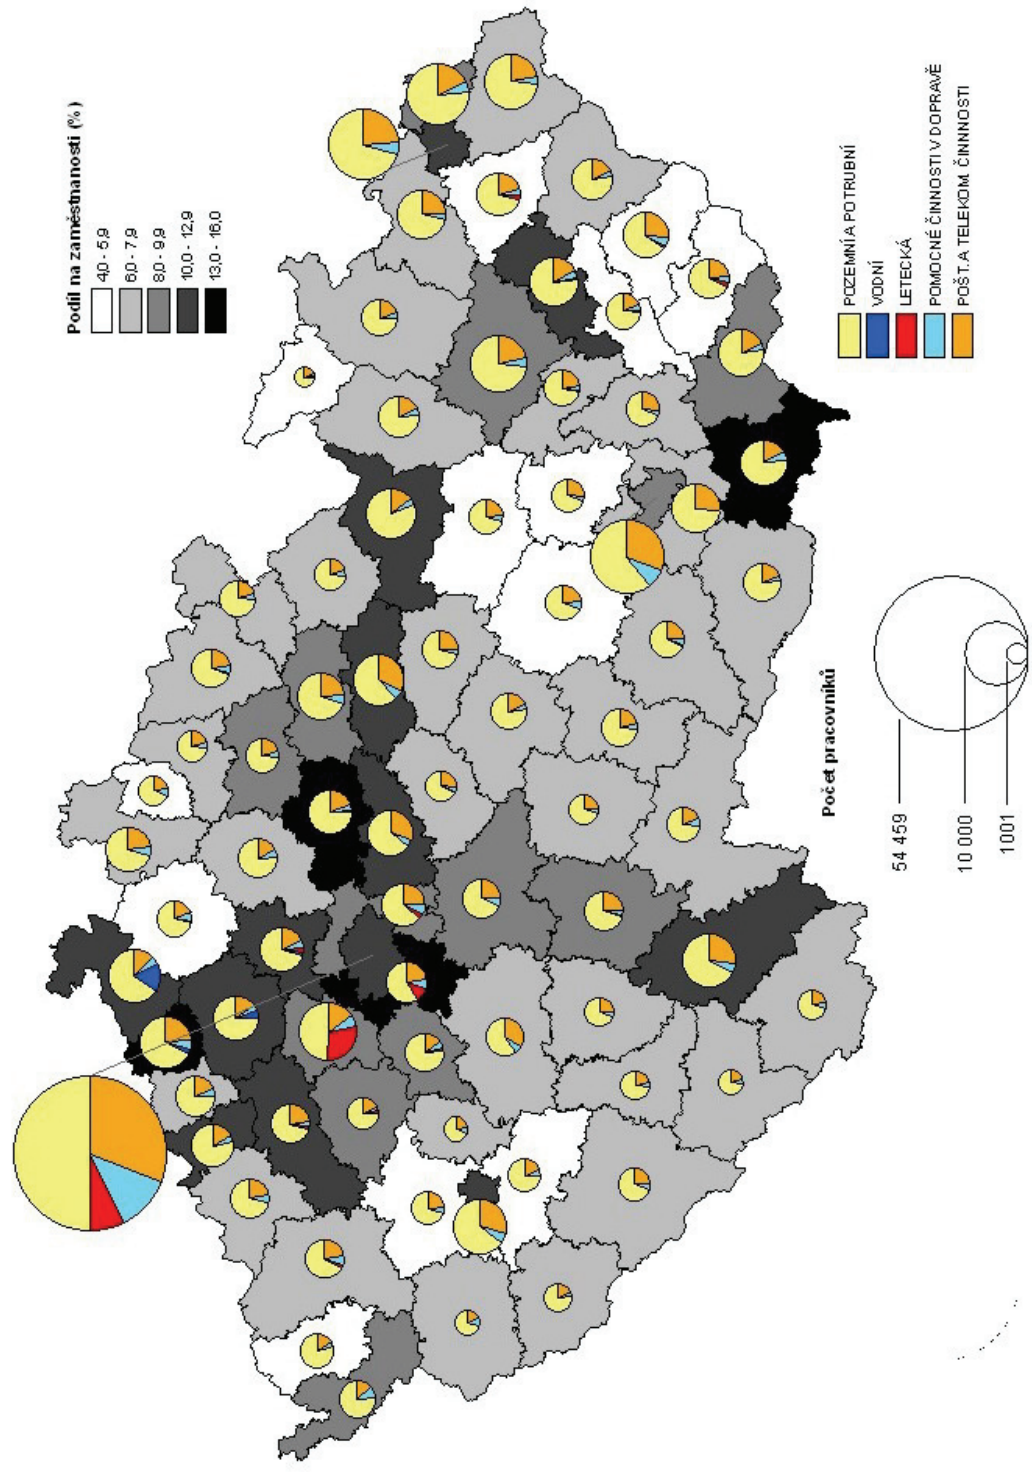 Podíl na zaměstnanosti (%)
4,0 - 5,9
6,0 - 7,9
8,0 - 9,9
10,0 - 12,9
13,0 - 16,0
POZEMNÍ A POTRUBNÍ
VODNÍ
LETECKÁ
POMOCNÉ ČINNOSTI V DOPRAVĚ
POŠT. A TELEKOM. ČINNNOSTI
Počet pracovníků
54 459
10 000
1001